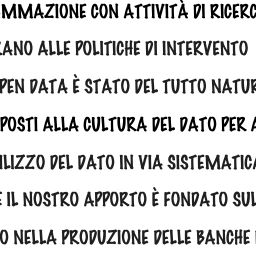 MMAZIONE CON ATTIVITÀ DI RICERC
RANO ALLE POLITICHE DI INTERVENTO
PEN DATA È STATO DEL TUTTO NATUR
POSTI ALLA CULTURA DEL DATO PER A
ILIZZO DEL DATO IN VIA SISTEMATICA
E IL NOSTRO APPORTO È FONDATO SUL
O NELLA PRODUZIONE DELLE BANCHE